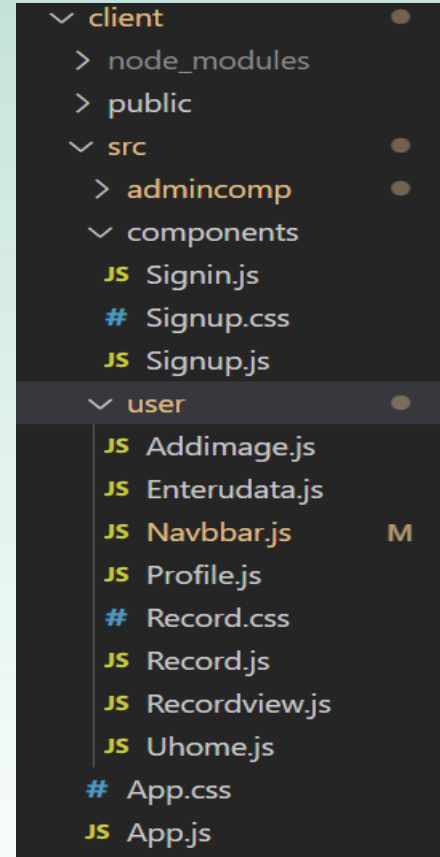 client
node_modules
public
src
admincomp
components
JS Signin.js
# Signup.css
JS Signup.js
user
JS Addimage.js
JS Enterudata.js
JS Navbbar.js M
JS Profile.js
# Record.css
JS Record.js
JS Recordview.js
JS Uhome.js
# App.css
JS App.js